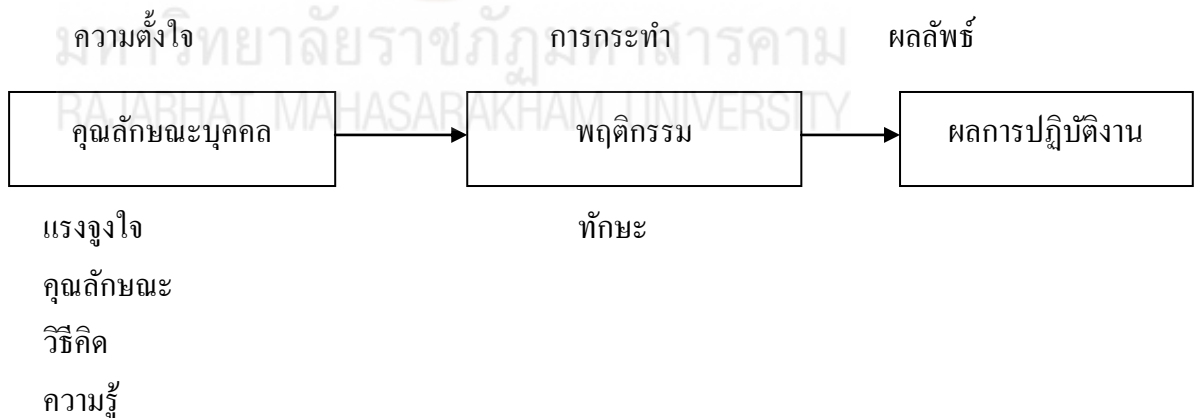 ความตั้งใจ การกระทำ ผลลัพธ์
มหาวิทยาลัยราชภัฏมหาสารคาม
RAJABHAT MAHASARAKHAM UNIVERSITY
คุณลักษณะบุคคล พฤติกรรม ผลการปฏิบัติงาน
แรงจูงใจ ทักษะ
คุณลักษณะ
วิธีคิด
ความรู้